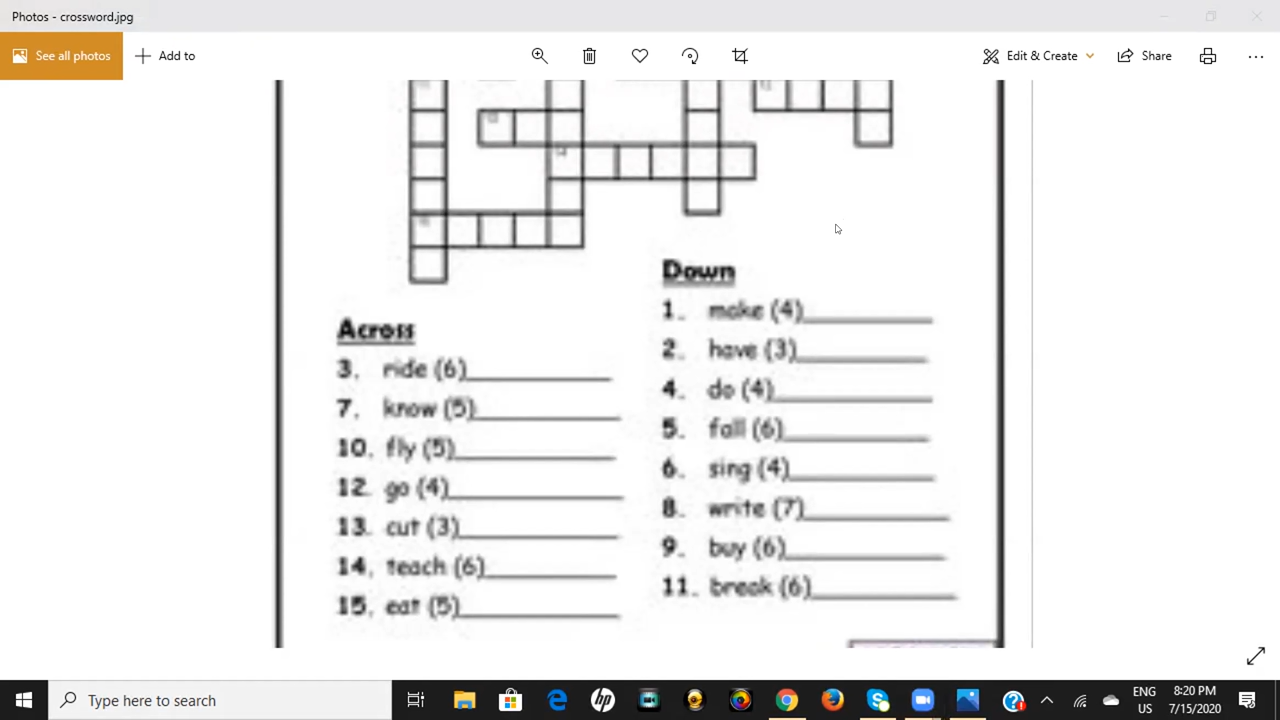 Photos - crossword.jpg
See all photos
Add to
Edit & Create
Share
Across
3. ride (6)
7. know (5)
10. fly (5)
12. go (4)
13. cut (3)
14. teach (6)
15. eat (5)
Down
1. make (4)
2. have (3)
4. do (4)
5. fall (6)
6. sing (4)
8. write (7)
9. buy (6)
11. break (6)
Type here to search
ENG
US
8:20 PM
7/15/2020